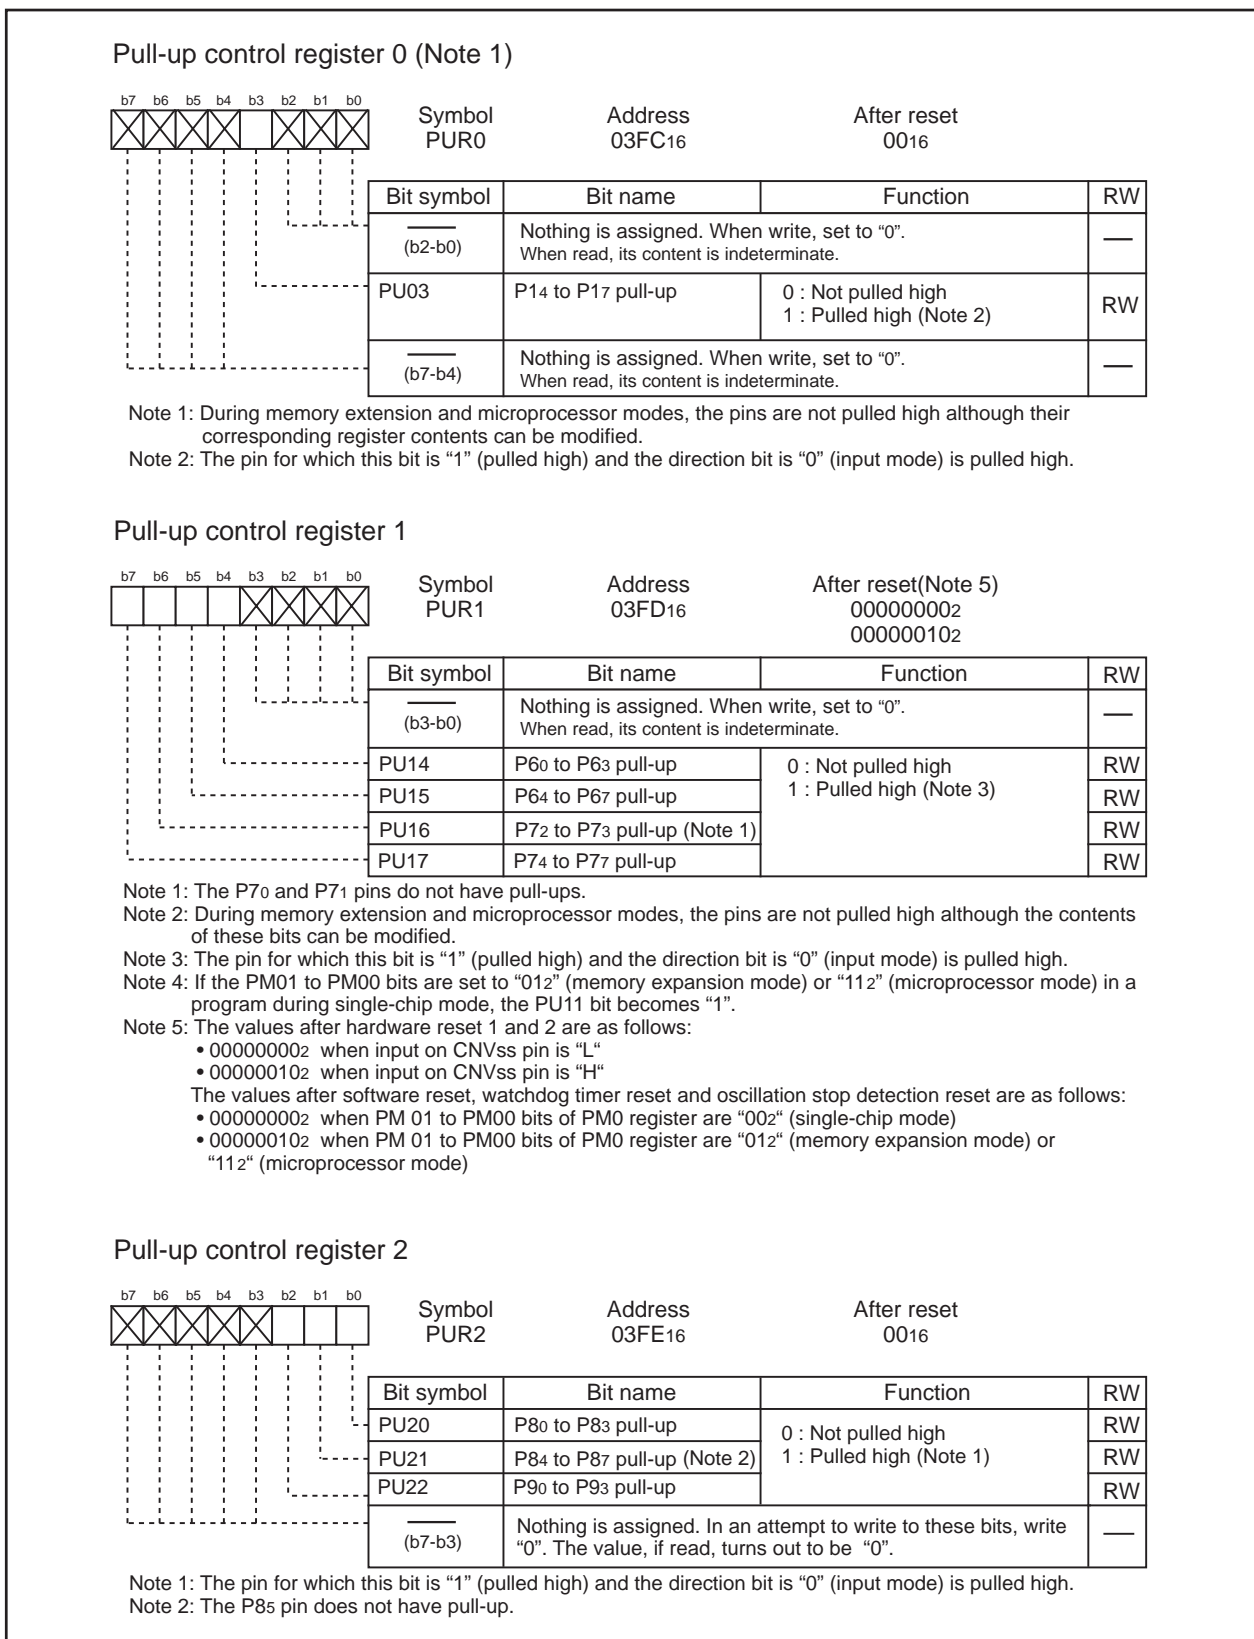 Pull-up control register 0 (Note 1)
b7 b6 b5 b4 b3 b2 b1 b0
Symbol Address After reset
PUR0 03FC16 0016
Bit symbol Bit name Function RW
(b2-b0) Nothing is assigned. When write, set to “0”. —
When read, its content is indeterminate.
PU03 P14 to P17 pull-up 0 : Not pulled high RW
1 : Pulled high (Note 2)
(b7-b4) Nothing is assigned. When write, set to “0”. —
When read, its content is indeterminate.
Note 1: During memory extension and microprocessor modes, the pins are not pulled high although their
corresponding register contents can be modified.
Note 2: The pin for which this bit is “1” (pulled high) and the direction bit is “0” (input mode) is pulled high.
Pull-up control register 1
b7 b6 b5 b4 b3 b2 b1 b0
Symbol Address After reset(Note 5)
PUR1 03FD16 000000002
000000102
Bit symbol Bit name Function RW
(b3-b0) Nothing is assigned. When write, set to “0”. —
When read, its content is indeterminate.
PU14 P60 to P63 pull-up 0 : Not pulled high RW
PU15 P64 to P67 pull-up 1 : Pulled high (Note 3) RW
PU16 P72 to P73 pull-up (Note 1) RW
PU17 P74 to P77 pull-up RW
Note 1: The P70 and P71 pins do not have pull-ups.
Note 2: During memory extension and microprocessor modes, the pins are not pulled high although the contents
of these bits can be modified.
Note 3: The pin for which this bit is “1” (pulled high) and the direction bit is “0” (input mode) is pulled high.
Note 4: If the PM01 to PM00 bits are set to “012” (memory expansion mode) or “112” (microprocessor mode) in a
program during single-chip mode, the PU11 bit becomes “1”.
Note 5: The values after hardware reset 1 and 2 are as follows:
• 000000002 when input on CNVss pin is “L“
• 000000102 when input on CNVss pin is “H“
The values after software reset, watchdog timer reset and oscillation stop detection reset are as follows:
• 000000002 when PM 01 to PM00 bits of PM0 register are “002“ (single-chip mode)
• 000000102 when PM 01 to PM00 bits of PM0 register are “012“ (memory expansion mode) or
“112“ (microprocessor mode)
Pull-up control register 2
b7 b6 b5 b4 b3 b2 b1 b0
Symbol Address After reset
PUR2 03FE16 0016
Bit symbol Bit name Function RW
PU20 P80 to P83 pull-up 0 : Not pulled high RW
PU21 P84 to P87 pull-up (Note 2) 1 : Pulled high (Note 1) RW
PU22 P90 to P93 pull-up RW
(b7-b3) Nothing is assigned. In an attempt to write to these bits, write —
“0”. The value, if read, turns out to be “0”.
Note 1: The pin for which this bit is “1” (pulled high) and the direction bit is “0” (input mode) is pulled high.
Note 2: The P85 pin does not have pull-up.